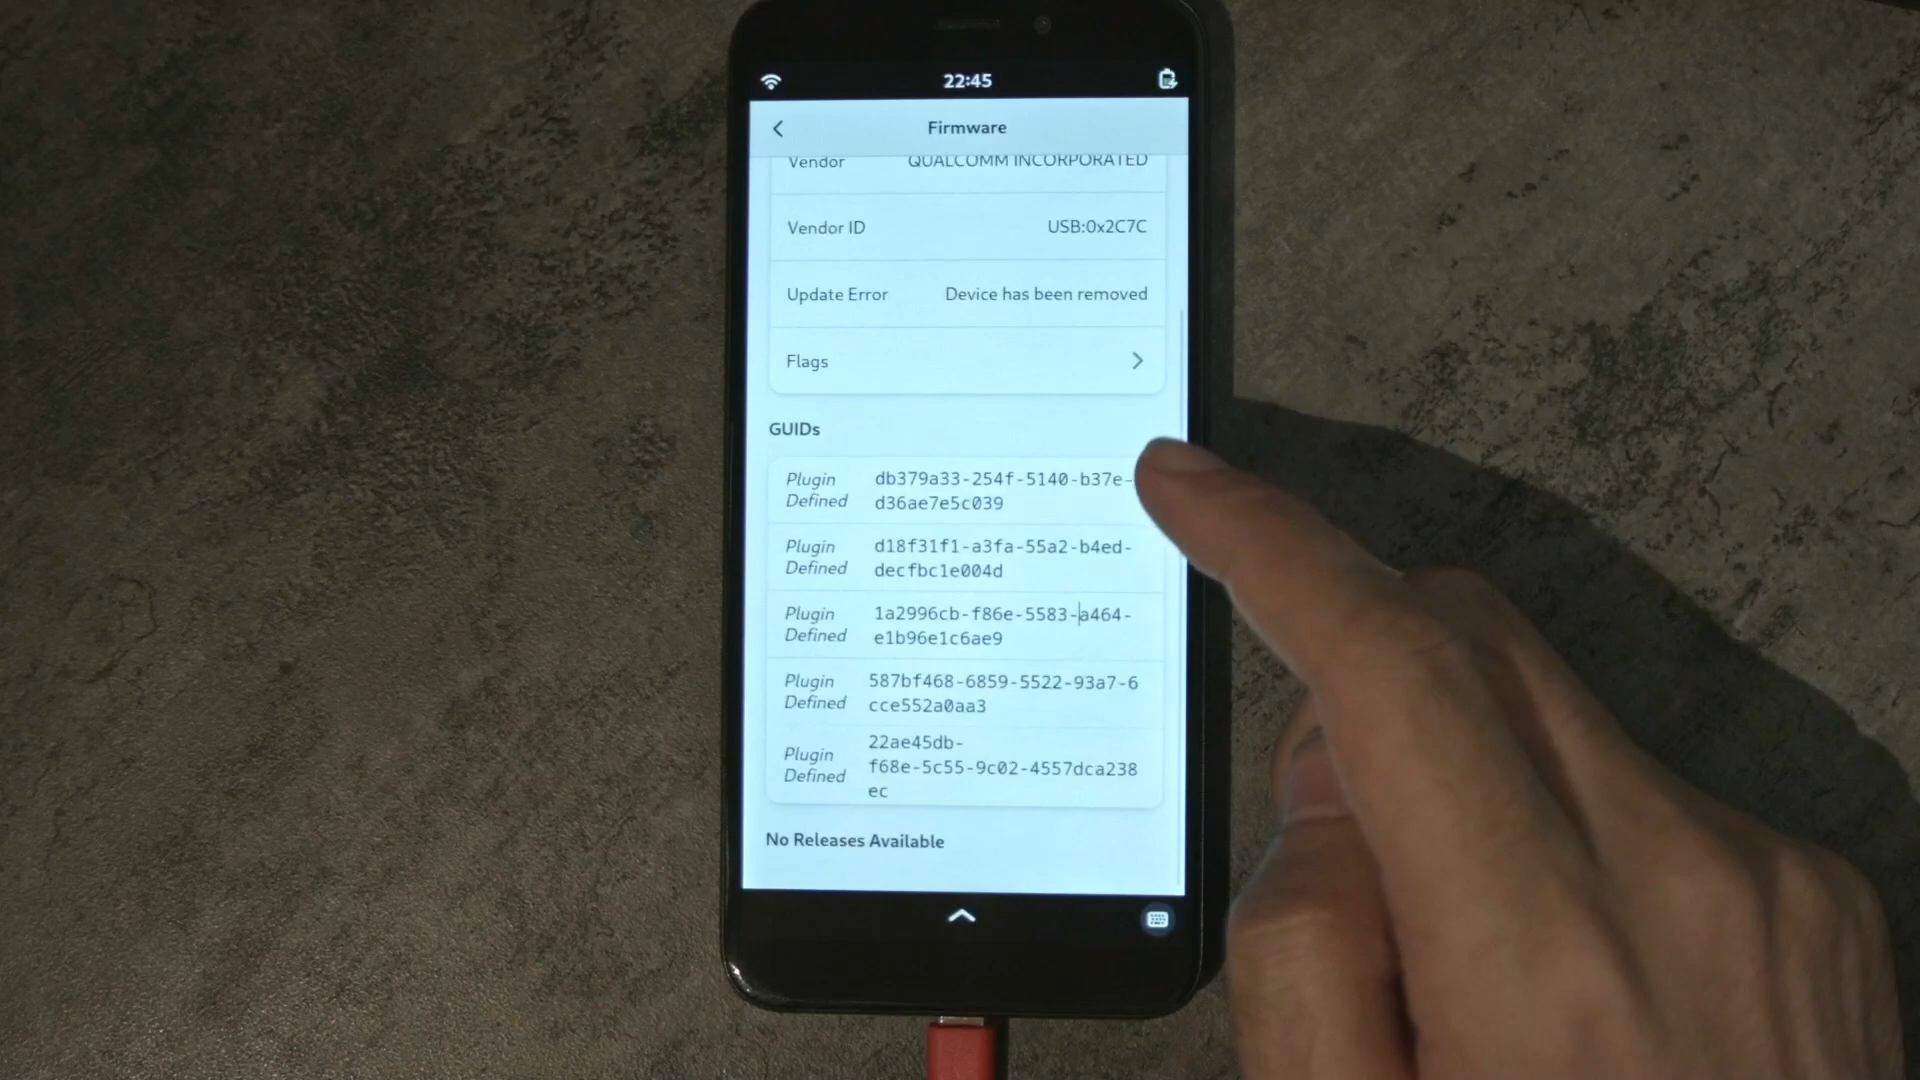 22:45
Firmware
Vendor QUALCOMM INCORPORATED
Vendor ID USB:0x2C7C
Update Error Device has been removed
Flags
GUIDs
Plugin Defined db379a33-254f-5140-b37e-
d36ae7e5c039
Plugin Defined d18f31f1-a3fa-55a2-b4ed-
decfbc1e004d
Plugin Defined 1a2996cb-f86e-5583-a464-
e1b96e1c6ae9
Plugin Defined 587bf468-6859-5522-93a7-6
cce552a0aa3
Plugin Defined 22ae45db-
f68e-5c55-9c02-4557dca238
ec
No Releases Available